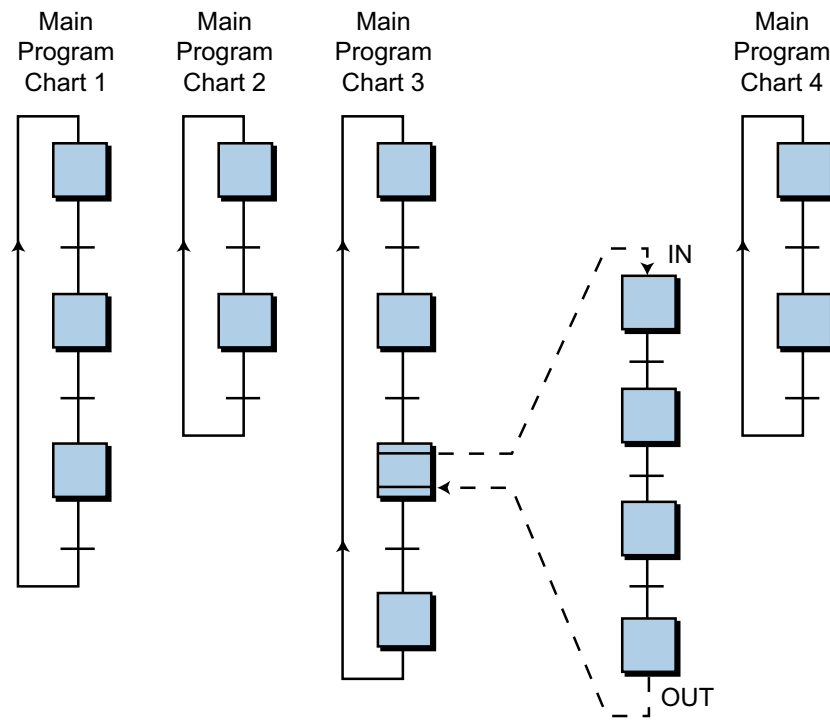 Main
Program
Chart 1
Main
Program
Chart 2
Main
Program
Chart 3
Main
Program
Chart 4
IN
OUT